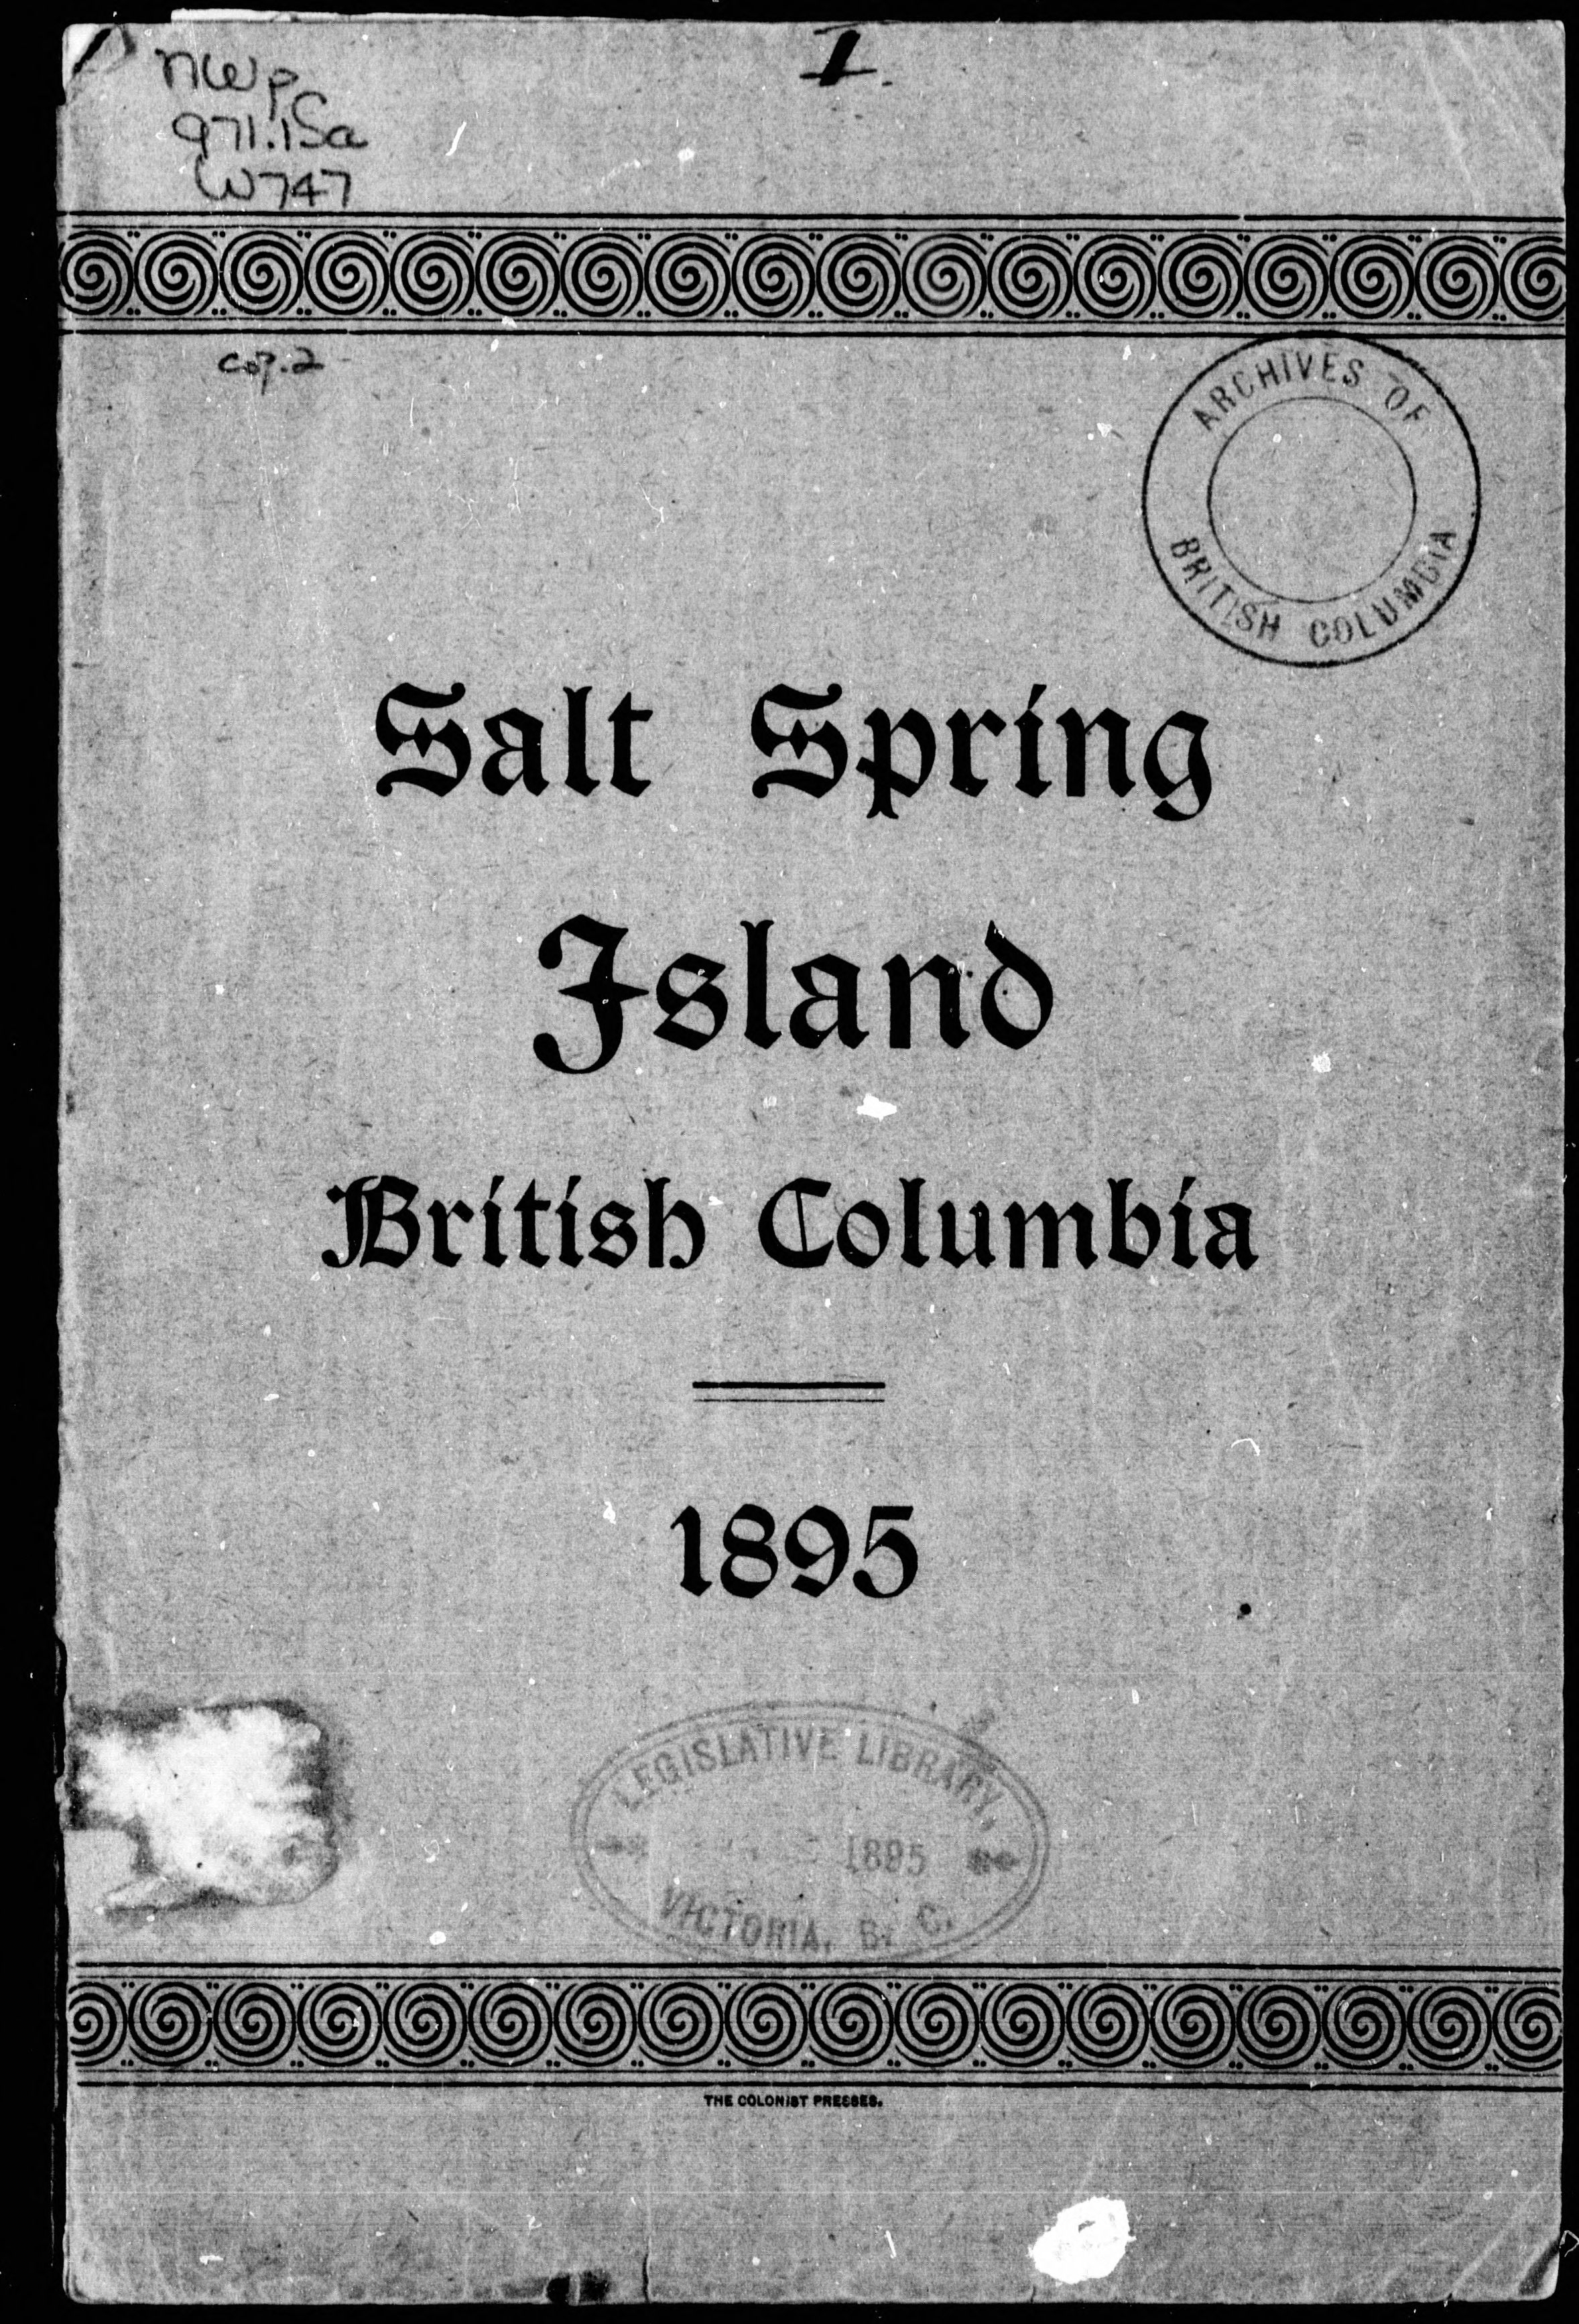 I.
NWp
971.1Sa
W747
cop.2
ARCHIVES OF
BRITISH COLUMBIA
Salt Spring
Island
British Columbia
1895
LEGISLATIVE LIBRARY,
1895
VICTORIA, B. C.
THE COLONIST PRESSES.